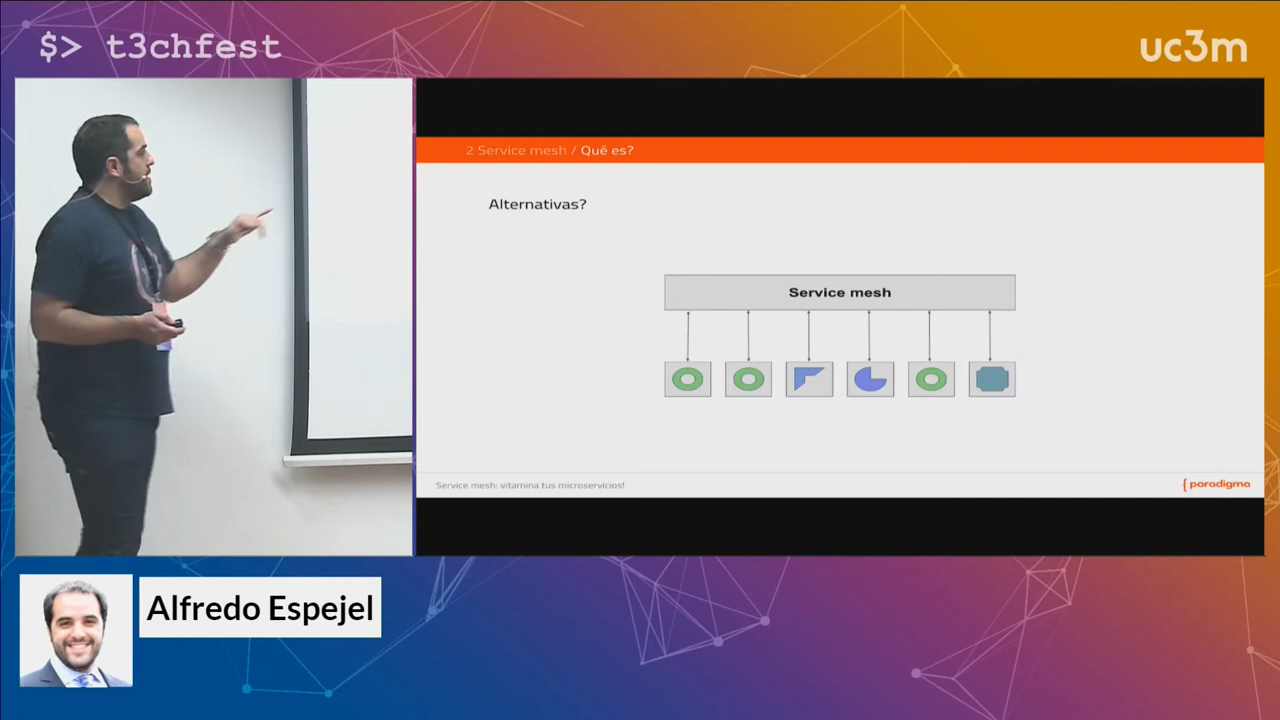 $> t3chfest
uc3m
2 Service mesh / Qué es?
Alternativas?
Service mesh
Service mesh: vitamina tus microservicios!
{paradigma
Alfredo Espejel